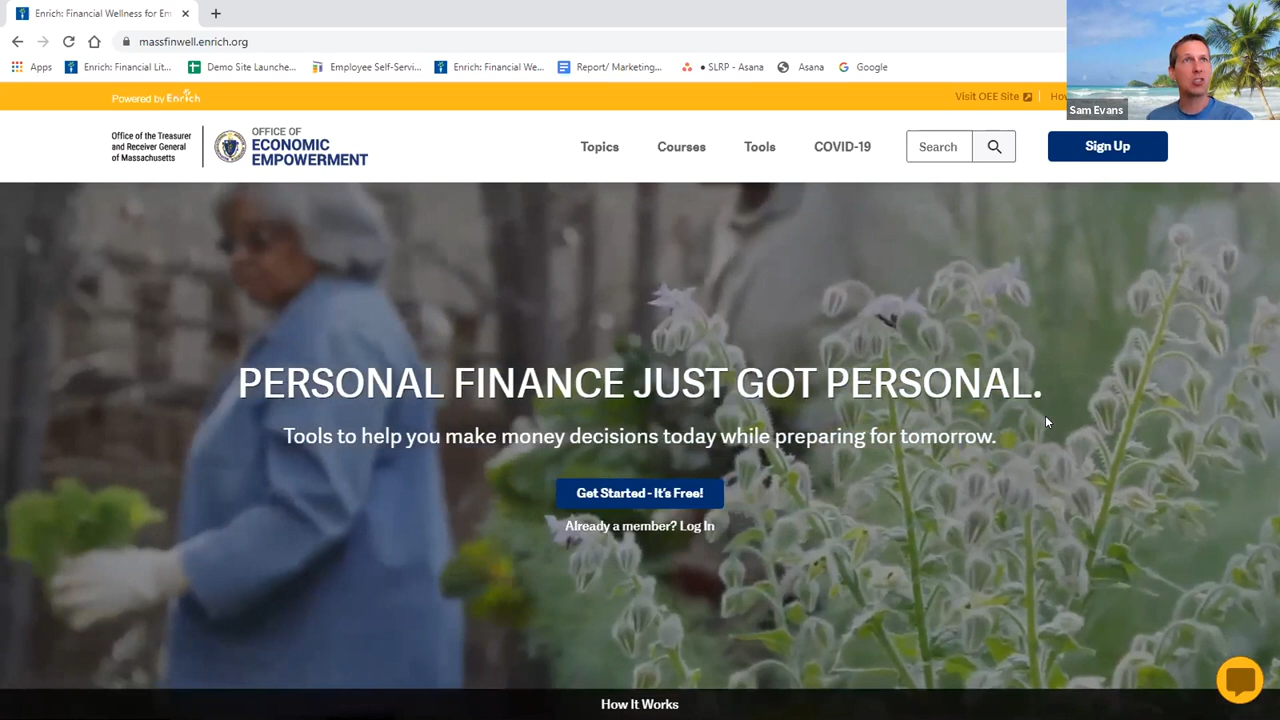 Enrich: Financial Wellness for Em
massfinwell.enrich.org
Apps
Enrich: Financial Lit...
Demo Site Launche...
Employee Self-Servi...
Enrich: Financial We...
Report/ Marketing...
• SLRP - Asana
Asana
Google
Powered by Enrich
Visit OEE Site
Ho
Sam Evans
Office of the Treasurer
and Receiver General
of Massachusetts
OFFICE OF
ECONOMIC
EMPOWERMENT
Topics
Courses
Tools
COVID-19
Search
Sign Up
PERSONAL FINANCE JUST GOT PERSONAL.
Tools to help you make money decisions today while preparing for tomorrow.
Get Started - It's Free!
Already a member? Log In
How It Works